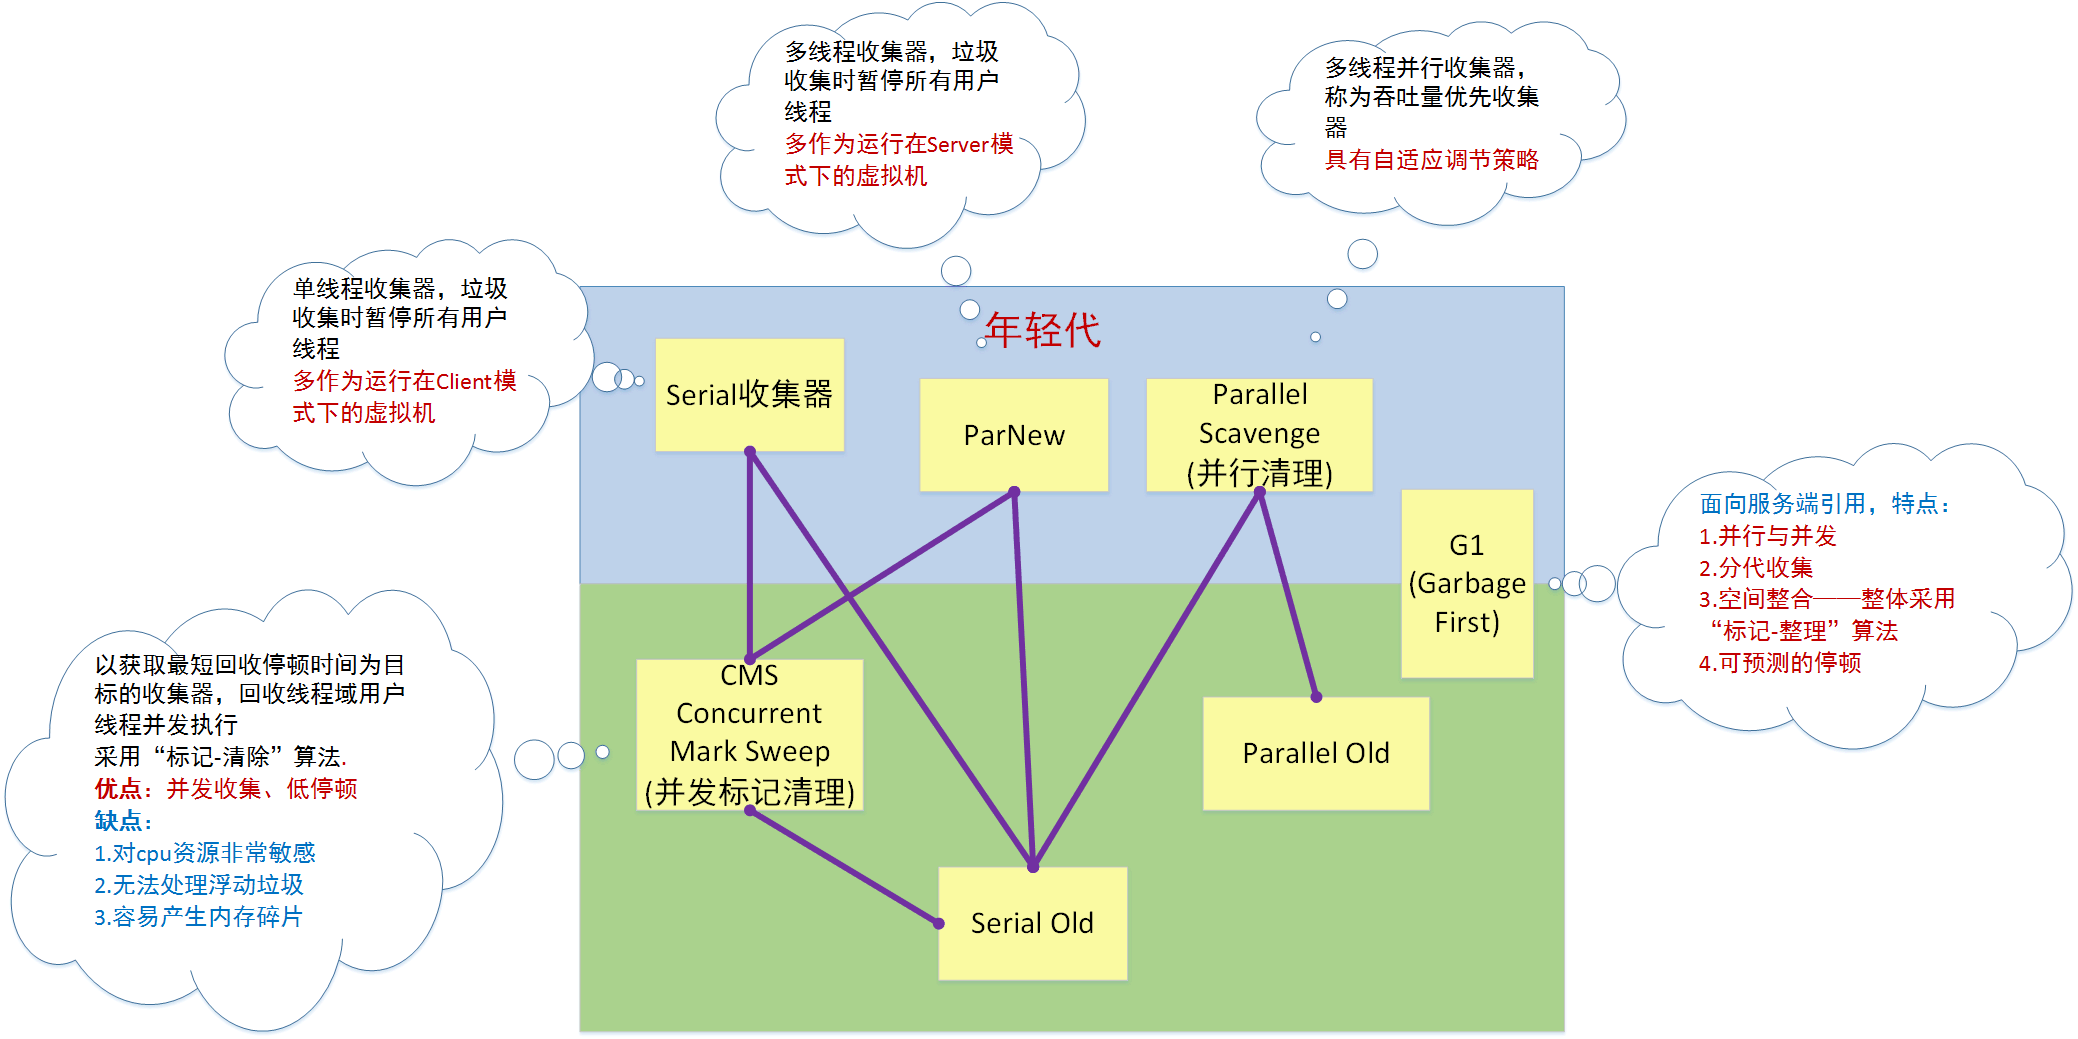 多线程收集器，垃圾
收集时暂停所有用户
线程
多作为运行在Server模
式下的虚拟机
多线程并行收集器，
称为吞吐量优先收集
器
具有自适应调节策略
单线程收集器，垃圾
收集时暂停所有用户
线程
多作为运行在Client模
式下的虚拟机
年轻代
Serial收集器
ParNew
Parallel
Scavenge
(并行清理)
G1
(Garbage
First)
面向服务端引用，特点：
1.并行与并发
2.分代收集
3.空间整合——整体采用
“标记-整理”算法
4.可预测的停顿
以获取最短回收停顿时间为目
标的收集器，回收线程域用户
线程并发执行
采用“标记-清除”算法.
优点：并发收集、低停顿
缺点：
1.对cpu资源非常敏感
2.无法处理浮动垃圾
3.容易产生内存碎片
CMS
Concurrent
Mark Sweep
(并发标记清理)
Parallel Old
Serial Old